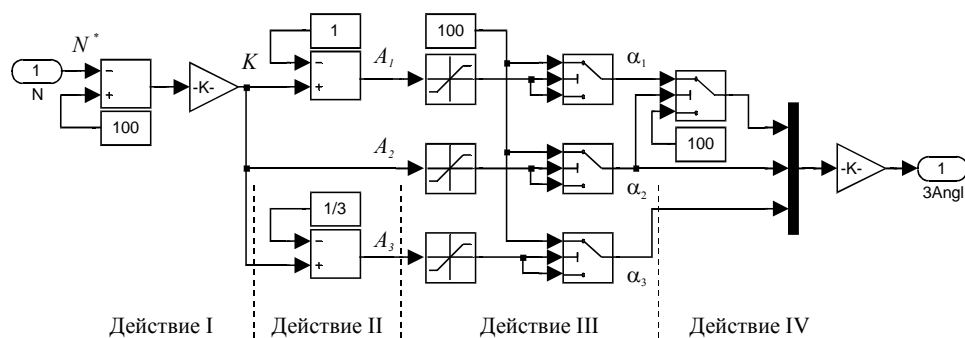 N*
1
N
−
+
100
-K-
K
1
−
+
A1
100
α1
100
A2
α2
-K-
1
3Angl
1/3
−
+
A3
α3
Действие I
Действие II
Действие III
Действие IV